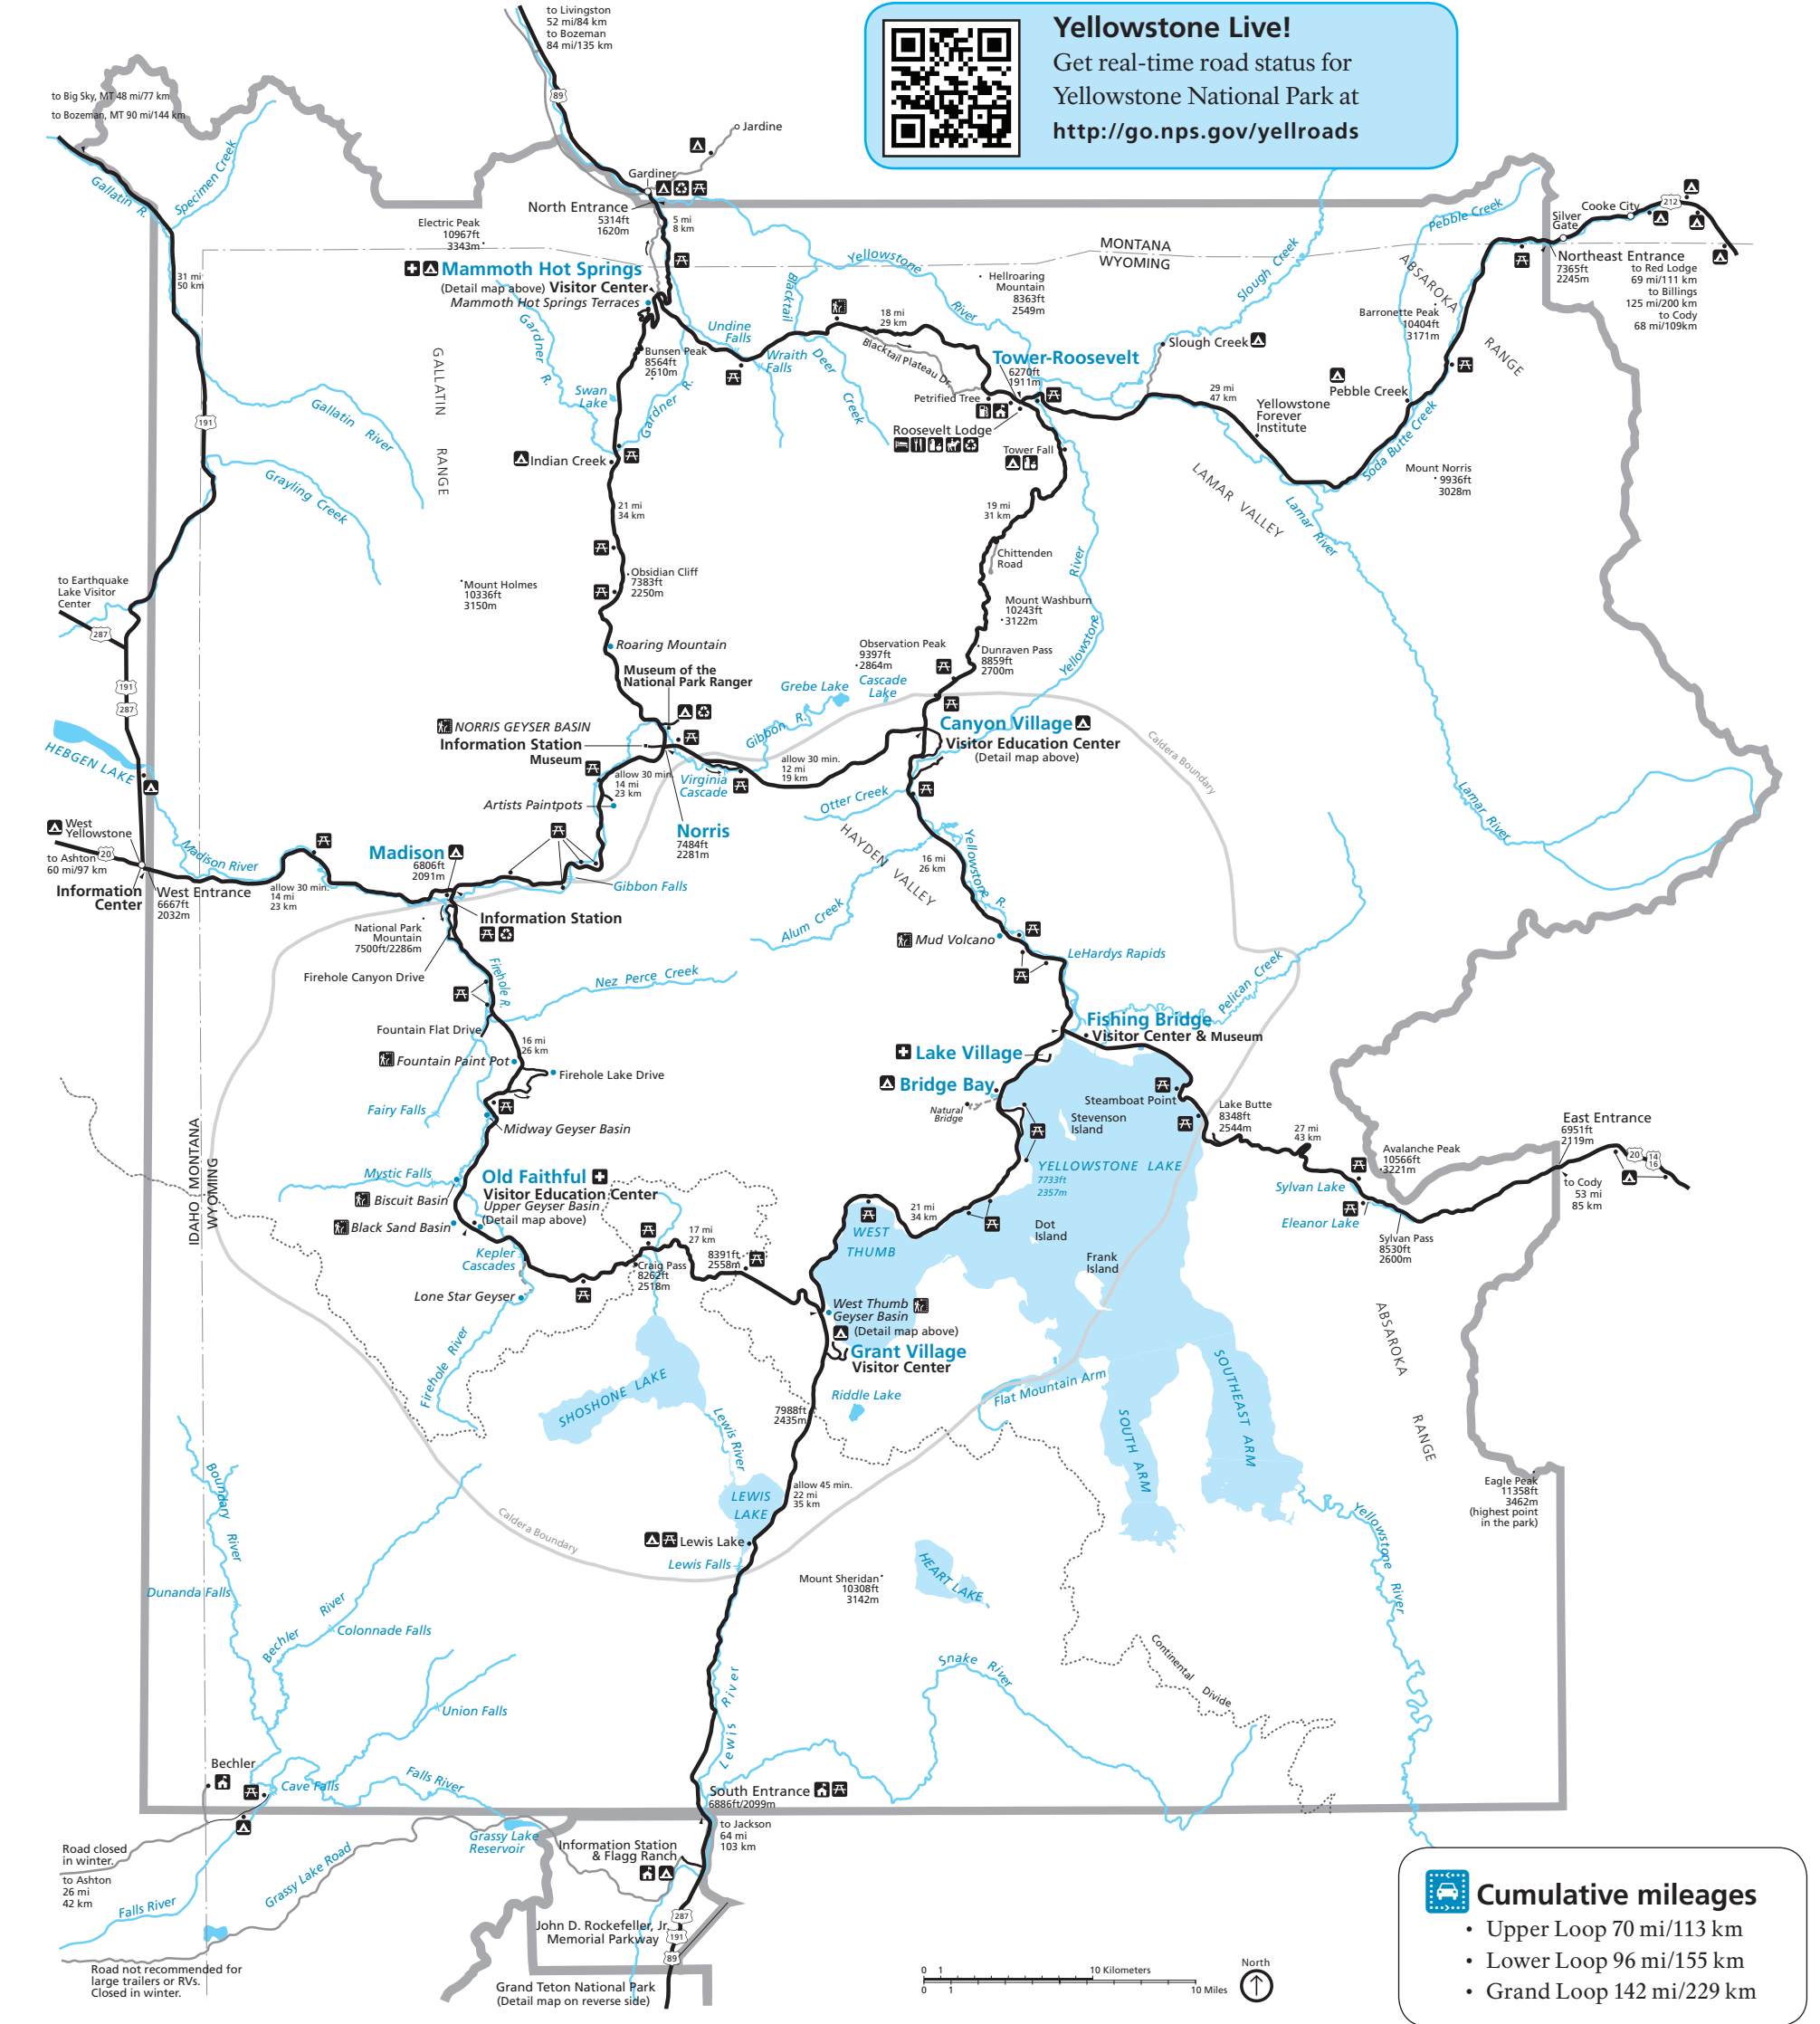 to Livingston
52 mi/84 km
to Bozeman
84 mi/135 km
Yellowstone Live!
Get real-time road status for
Yellowstone National Park at
http://go.nps.gov/yellroads
to Big Sky, MT 48 mi/77 km
to Bozeman, MT 90 mi/144 km
89
Jardine
Gallatin R.
Specimen Creek
Gardiner
North Entrance
5314ft
1620m
5 mi
8 km
Electric Peak
10967ft
3343m
Pebble Creek
Cooke City
212
Silver
Gate
MONTANA
WYOMING
Northeast Entrance
7365ft
2245m
to Red Lodge
69 mi/111 km
to Billings
125 mi/200 km
to Cody
68 mi/109km
31 mi
50 km
Mammoth Hot Springs
(Detail map above) Visitor Center
Mammoth Hot Springs Terraces
Yellowstone
River
Blacktail
Deer
Creek
Hellroaring
Mountain
8363ft
2549m
Slough Creek
ABSAROKA
RANGE
Barronette Peak
10404ft
3171m
18 mi
29 km
Undine
Falls
Wraith
Falls
Blacktail Plateau Dr.
Tower-Roosevelt
6270ft
1911m
Slough Creek
GALLATIN
RANGE
Gardner R.
Bunsen Peak
8564ft
2610m
Swan
Lake
Gardner R.
Petrified Tree
29 mi
47 km
Pebble Creek
Yellowstone
Forever
Institute
191
Gallatin River
Roosevelt Lodge
Tower Fall
Soda Butte Creek
Indian Creek
Mount Norris
9936ft
3028m
Grayling Creek
LAMAR VALLEY
Lamar River
21 mi
34 km
19 mi
31 km
Chittenden
Road
River
to Earthquake
Lake Visitor
Center
287
Mount Holmes
10336ft
3150m
Obsidian Cliff
7383ft
2250m
Mount Washburn
10243ft
3122m
Roaring Mountain
Observation Peak
9397ft
2864m
Dunraven Pass
8859ft
2700m
Yellowstone
Museum of the
National Park Ranger
Grebe Lake
Cascade
Lake
191
287
NORRIS GEYSER BASIN
Information Station
Museum
Gibbon R.
Canyon Village
Visitor Education Center
(Detail map above)
Caldera Boundary
HEBGEN LAKE
allow 30 min.
14 mi
23 km
Virginia
Cascade
allow 30 min.
12 mi
19 km
Artists Paintpots
Otter Creek
Lamar River
West
Yellowstone
20
to Ashton
60 mi/97 km
Madison River
Norris
7484ft
2281m
HAYDEN VALLEY
Yellowstone R.
16 mi
26 km
Madison
6806ft
2091m
Information
Center
West Entrance
6667ft
2032m
allow 30 min.
14 mi
23 km
Gibbon Falls
Information Station
National Park
Mountain
7500ft/2286m
Alum Creek
Mud Volcano
LeHardys Rapids
Firehole Canyon Drive
Firehole R.
Nez Perce Creek
Pelican Creek
Fountain Flat Drive
16 mi
26 km
Fishing Bridge
Visitor Center & Museum
Fountain Paint Pot
Firehole Lake Drive
Lake Village
Bridge Bay
Natural
Bridge
Steamboat Point
Stevenson
Island
Lake Butte
8348ft
2544m
27 mi
43 km
East Entrance
6951ft
2119m
Fairy Falls
Midway Geyser Basin
IDAHO
MONTANA
WYOMING
Avalanche Peak
10566ft
3221m
20
14
16
to Cody
53 mi
85 km
Mystic Falls
Old Faithful
Visitor Education Center
Upper Geyser Basin
(Detail map above)
YELLOWSTONE LAKE
7733ft
2357m
Sylvan Lake
Biscuit Basin
Black Sand Basin
Eleanor Lake
17 mi
27 km
21 mi
34 km
WEST
THUMB
Dot
Island
Sylvan Pass
8530ft
2600m
Kepler
Cascades
Craig Pass
8262ft
2518m
8391ft
2558m
Frank
Island
Lone Star Geyser
West Thumb
Geyser Basin
(Detail map above)
Grant Village
Visitor Center
Firehole River
ABSAROKA
RANGE
SHOSHONE LAKE
Riddle Lake
Flat Mountain Arm
SOUTH ARM
SOUTHEAST ARM
7988ft
2435m
Lewis River
Boundary River
Eagle Peak
11358ft
3462m
(highest point
in the park)
allow 45 min.
22 mi
35 km
LEWIS
LAKE
Caldera Boundary
Lewis Lake
Lewis Falls
Yellowstone River
Mount Sheridan
10308ft
3142m
HEART LAKE
Dunanda Falls
Bechler River
Colonnade Falls
Continental Divide
Snake River
Lewis River
Union Falls
Bechler
Cave Falls
Falls River
South Entrance
6886ft/2099m
to Jackson
64 mi
103 km
Grassy Lake
Reservoir
Information Station
& Flagg Ranch
Road closed
in winter.
to Ashton
26 mi
42 km
Falls River
Grassy Lake Road
287
191
89
John D. Rockefeller, Jr.
Memorial Parkway
Road not recommended for
large trailers or RVs.
Closed in winter.
Grand Teton National Park
(Detail map on reverse side)
0 1 10 Kilometers
0 1 10 Miles
North
Cumulative mileages
• Upper Loop 70 mi/113 km
• Lower Loop 96 mi/155 km
• Grand Loop 142 mi/229 km